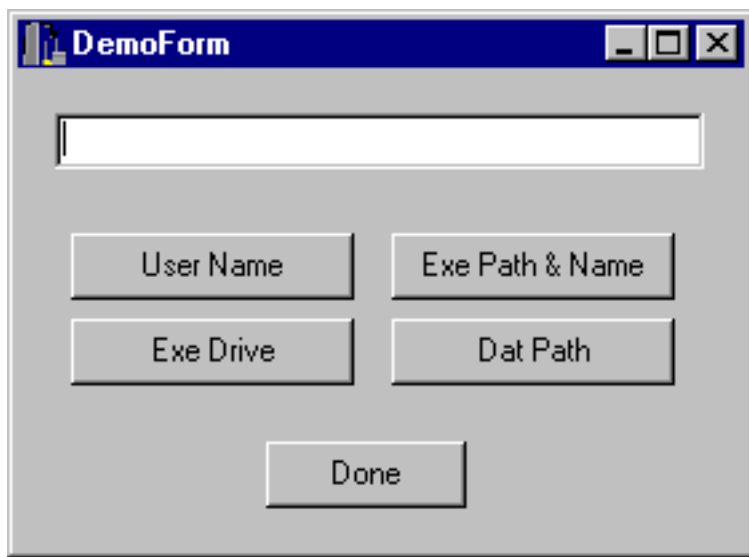 DemoForm
User Name
Exe Path & Name
Exe Drive
Dat Path
Done